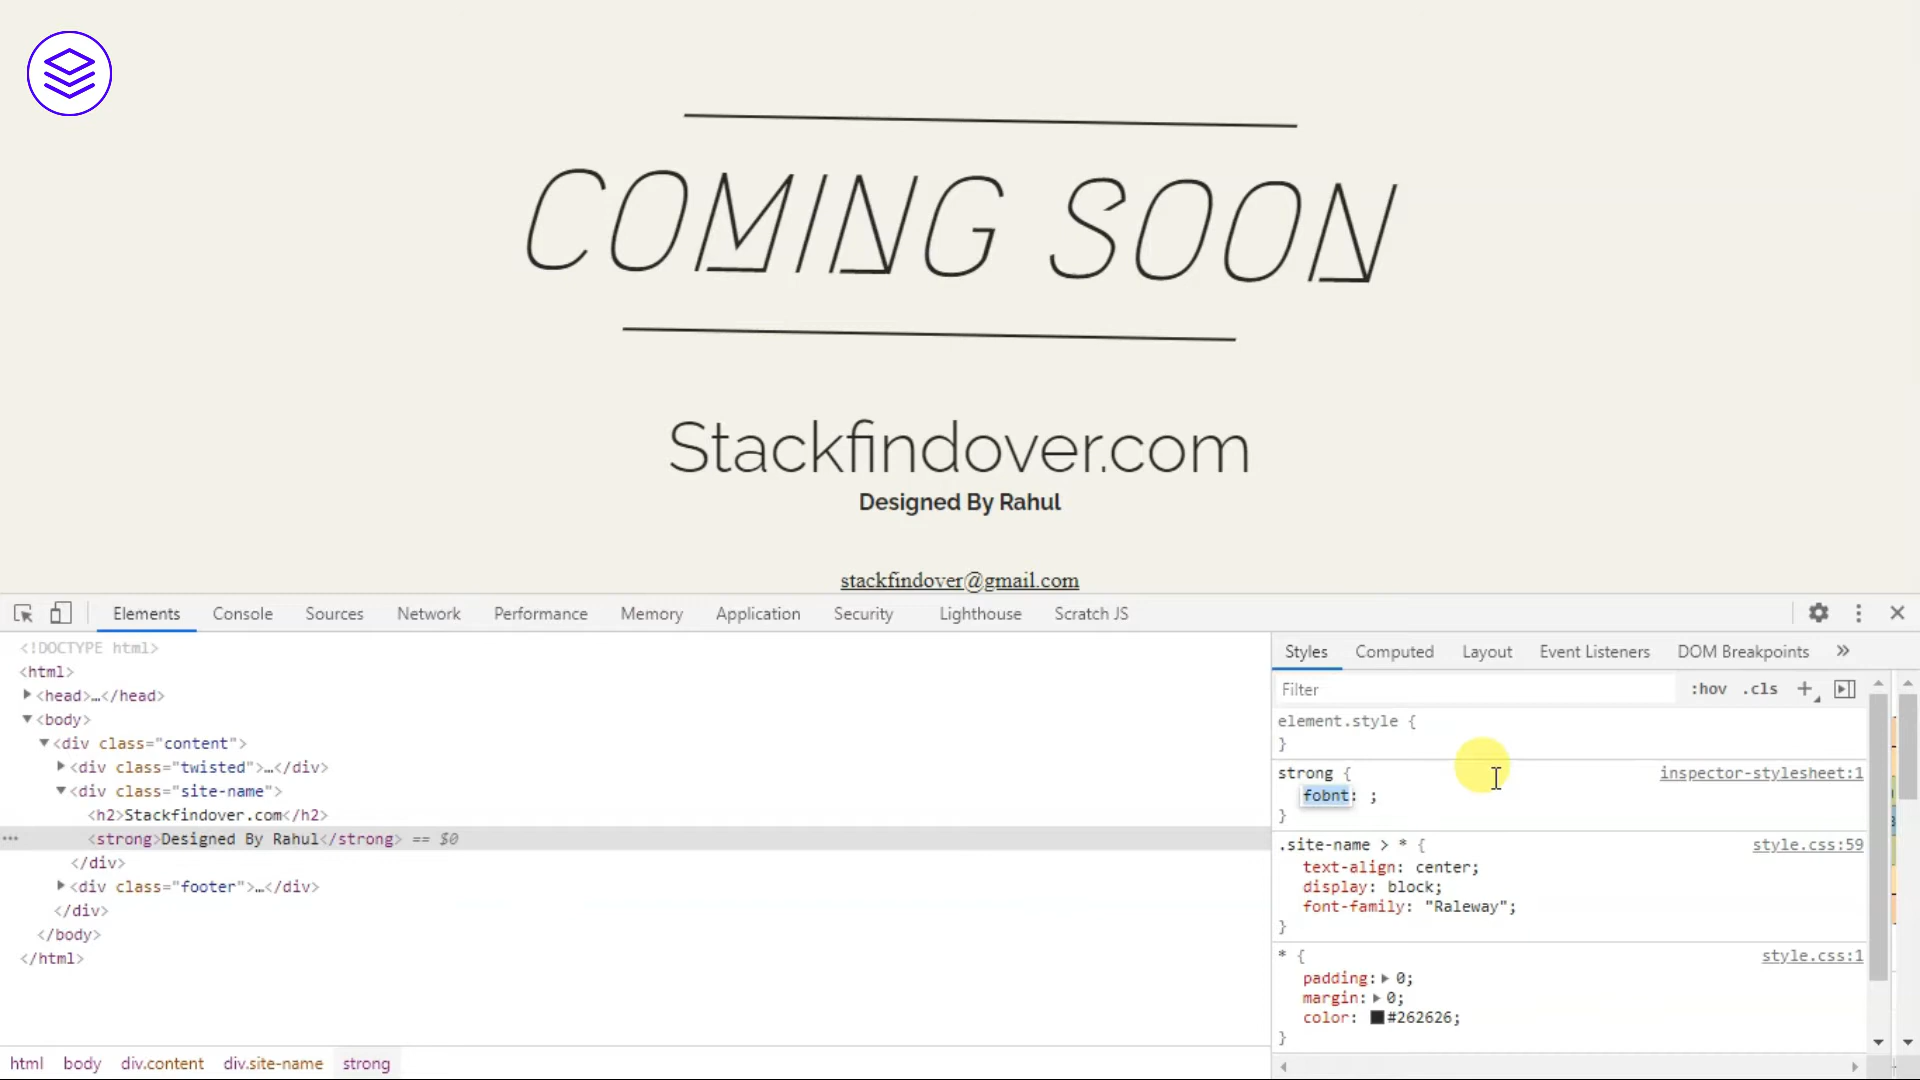 COMING SOON
Stackfindover.com
Designed By Rahul
stackfindover@gmail.com
Elements Console Sources Network Performance Memory Application Security Lighthouse Scratch JS
<!DOCTYPE html>
<html>
<head>…</head>
<body>
<div class="content">
<div class="twisted">…</div>
<div class="site-name">
<h2>Stackfindover.com</h2>
<strong>Designed By Rahul</strong> == $0
</div>
<div class="footer">…</div>
</div>
</body>
</html>
html body div.content div.site-name strong
Styles Computed Layout Event Listeners DOM Breakpoints »
Filter :hov .cls +
element.style {
}
strong { inspector-stylesheet:1
fobnt: ;
}
.site-name > * { style.css:59
text-align: center;
display: block;
font-family: "Raleway";
}
* { style.css:1
padding: 0;
margin: 0;
color: #262626;
}